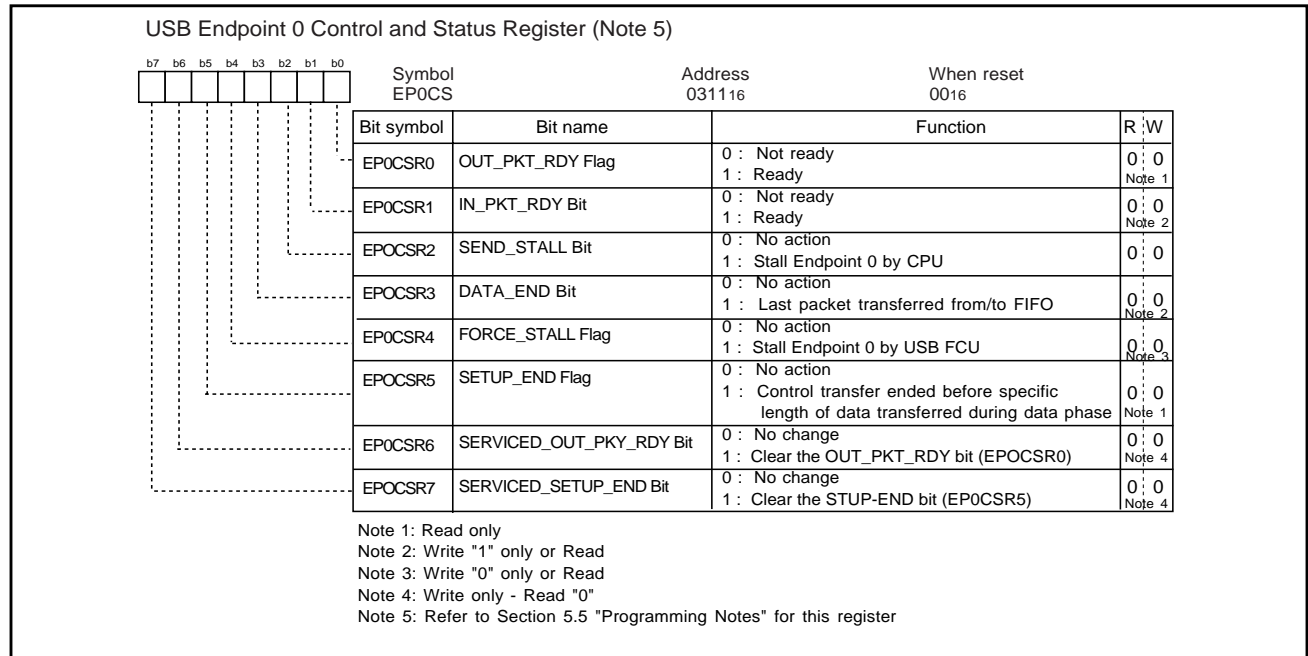 USB Endpoint 0 Control and Status Register (Note 5)
b7 b6 b5 b4 b3 b2 b1 b0
Symbol Address When reset
EP0CS 031116 0016
Bit symbol Bit name Function R W
EP0CSR0 OUT_PKT_RDY Flag 0 : Not ready
1 : Ready
0 0
Note 1
EP0CSR1 IN_PKT_RDY Bit 0 : Not ready
1 : Ready
0 0
Note 2
EPOCSR2 SEND_STALL Bit 0 : No action
1 : Stall Endpoint 0 by CPU
0 0
EPOCSR3 DATA_END Bit 0 : No action
1 : Last packet transferred from/to FIFO
0 0
Note 2
EP0CSR4 FORCE_STALL Flag 0 : No action
1 : Stall Endpoint 0 by USB FCU
0 0
Note 3
EPOCSR5 SETUP_END Flag 0 : No action
1 : Control transfer ended before specific
length of data transferred during data phase
0 0
Note 1
EP0CSR6 SERVICED_OUT_PKY_RDY Bit 0 : No change
1 : Clear the OUT_PKT_RDY bit (EPOCSR0)
0 0
Note 4
EPOCSR7 SERVICED_SETUP_END Bit 0 : No change
1 : Clear the STUP-END bit (EP0CSR5)
0 0
Note 4
Note 1: Read only
Note 2: Write "1" only or Read
Note 3: Write "0" only or Read
Note 4: Write only - Read "0"
Note 5: Refer to Section 5.5 "Programming Notes" for this register